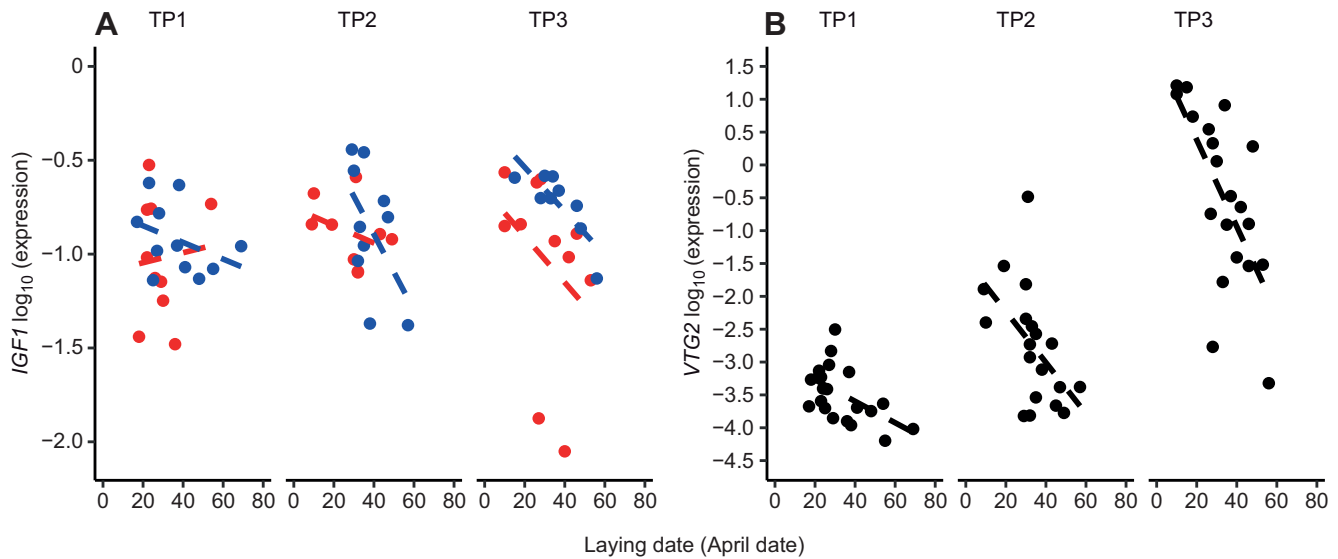 A
TP1
TP2
TP3
0
−0.5
−1.0
−1.5
−2.0
IGF1 log10 (expression)
0 20 40 60 80
0 20 40 60 80
0 20 40 60 80
B
TP1
TP2
TP3
1.5
1.0
0.5
0
−0.5
−1.0
−1.5
−2.0
−2.5
−3.0
−3.5
−4.0
−4.5
VTG2 log10 (expression)
0 20 40 60 80
0 20 40 60 80
0 20 40 60 80
Laying date (April date)